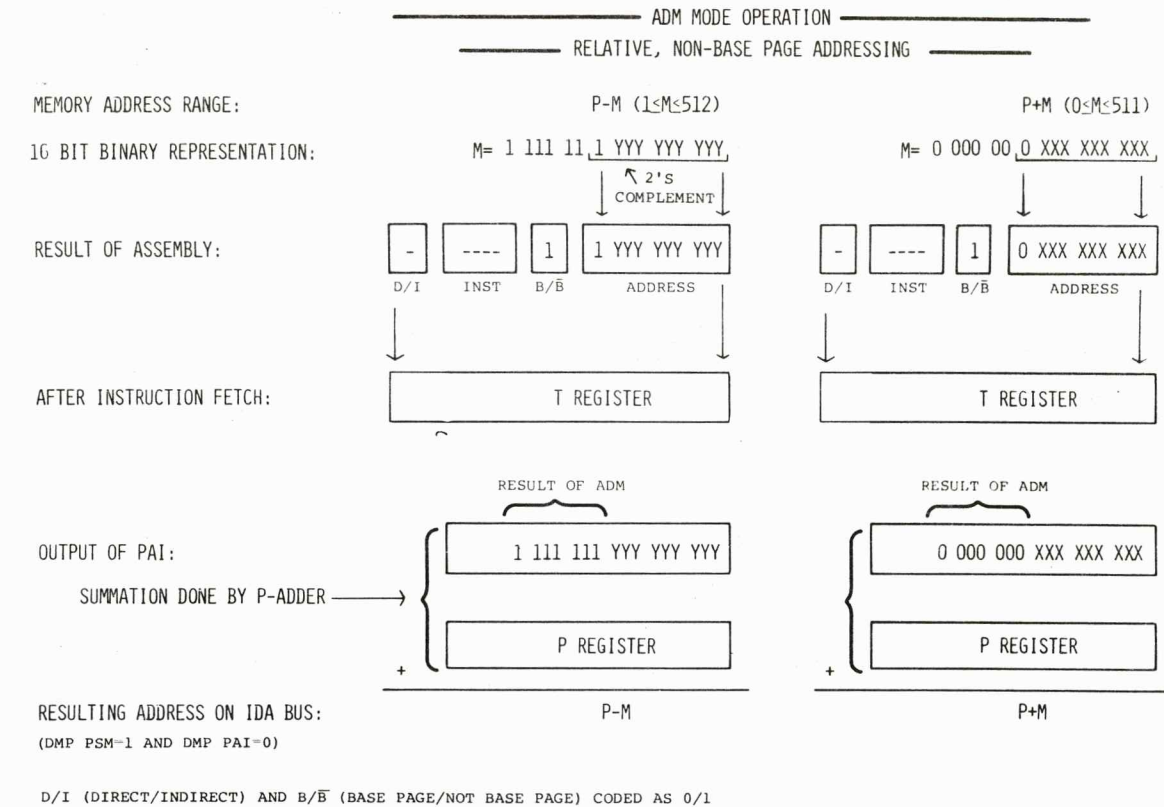 ADM MODE OPERATION
RELATIVE, NON-BASE PAGE ADDRESSING
MEMORY ADDRESS RANGE: P-M (1≤M≤512) P+M (0≤M≤511)
16 BIT BINARY REPRESENTATION: M= 1 111 11 1 YYY YYY YYY M= 0 000 00 0 XXX XXX XXX
2'S
COMPLEMENT
RESULT OF ASSEMBLY: - ---- 1 1 YYY YYY YYY - ---- 1 0 XXX XXX XXX
D/I INST B/B̅ ADDRESS D/I INST B/B̅ ADDRESS
AFTER INSTRUCTION FETCH: T REGISTER T REGISTER
RESULT OF ADM RESULT OF ADM
OUTPUT OF PAI: 1 111 111 YYY YYY YYY 0 000 000 XXX XXX XXX
SUMMATION DONE BY P-ADDER
P REGISTER P REGISTER
+ +
RESULTING ADDRESS ON IDA BUS: P-M P+M
(DMP PSM=1 AND DMP PAI=0)
D/I (DIRECT/INDIRECT) AND B/B̅ (BASE PAGE/NOT BASE PAGE) CODED AS 0/1